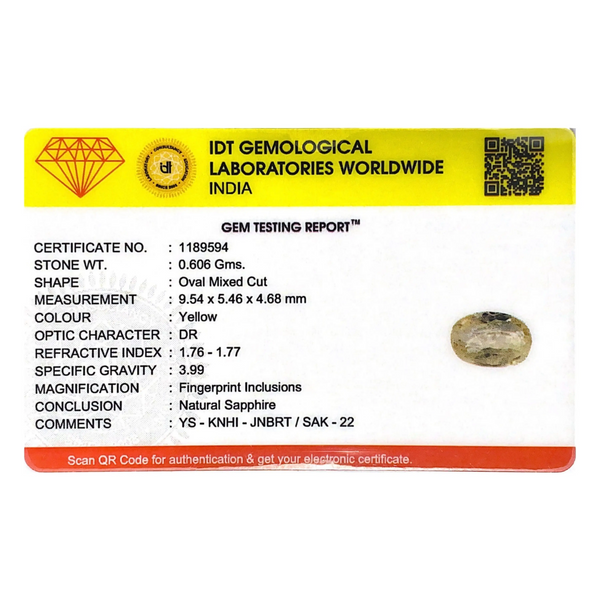 IDT GEMOLOGICAL
LABORATORIES WORLDWIDE
INDIA
GEM TESTING REPORT™
CERTIFICATE NO. : 1189594
STONE WT. : 0.606 Gms.
SHAPE : Oval Mixed Cut
MEASUREMENT : 9.54 x 5.46 x 4.68 mm
COLOUR : Yellow
OPTIC CHARACTER : DR
REFRACTIVE INDEX : 1.76 - 1.77
SPECIFIC GRAVITY : 3.99
MAGNIFICATION : Fingerprint Inclusions
CONCLUSION : Natural Sapphire
COMMENTS : YS - KNHI - JNBRT / SAK - 22
Scan QR Code for authentication & get your electronic certificate.